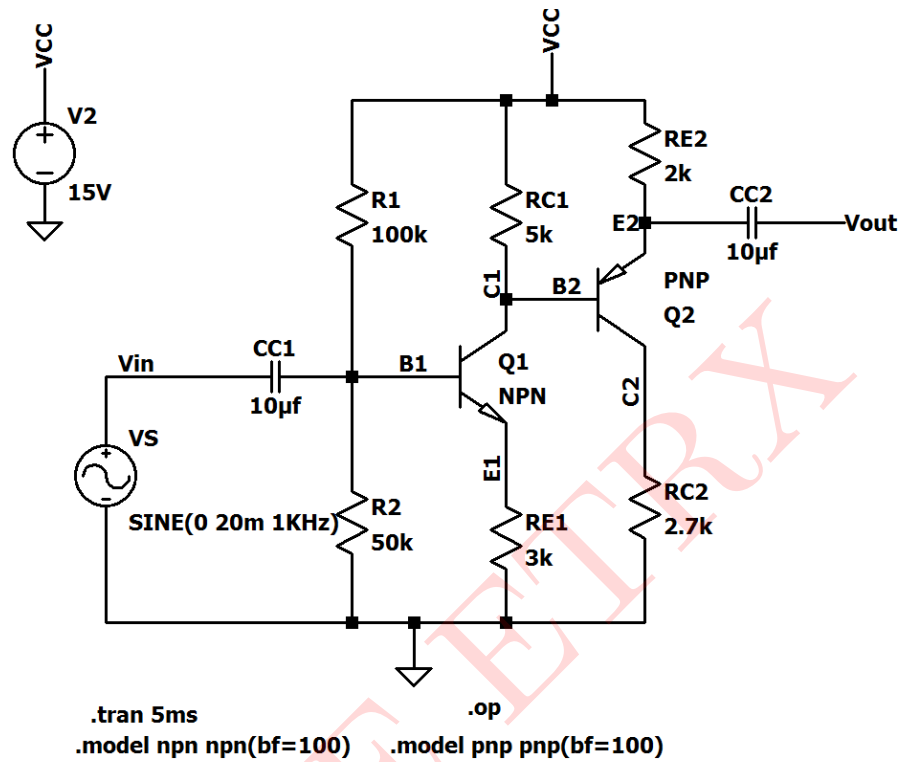 VCC
V2
15V
VCC
R1
100k
RC1
5k
RE2
2k
E2
CC2
10µf
Vout
C1
B2
PNP
Q2
Vin
CC1
10µf
B1
Q1
NPN
C2
VS
SINE(0 20m 1KHz)
R2
50k
E1
RE1
3k
RC2
2.7k
.tran 5ms
.op
.model npn npn(bf=100)
.model pnp pnp(bf=100)
ETRX